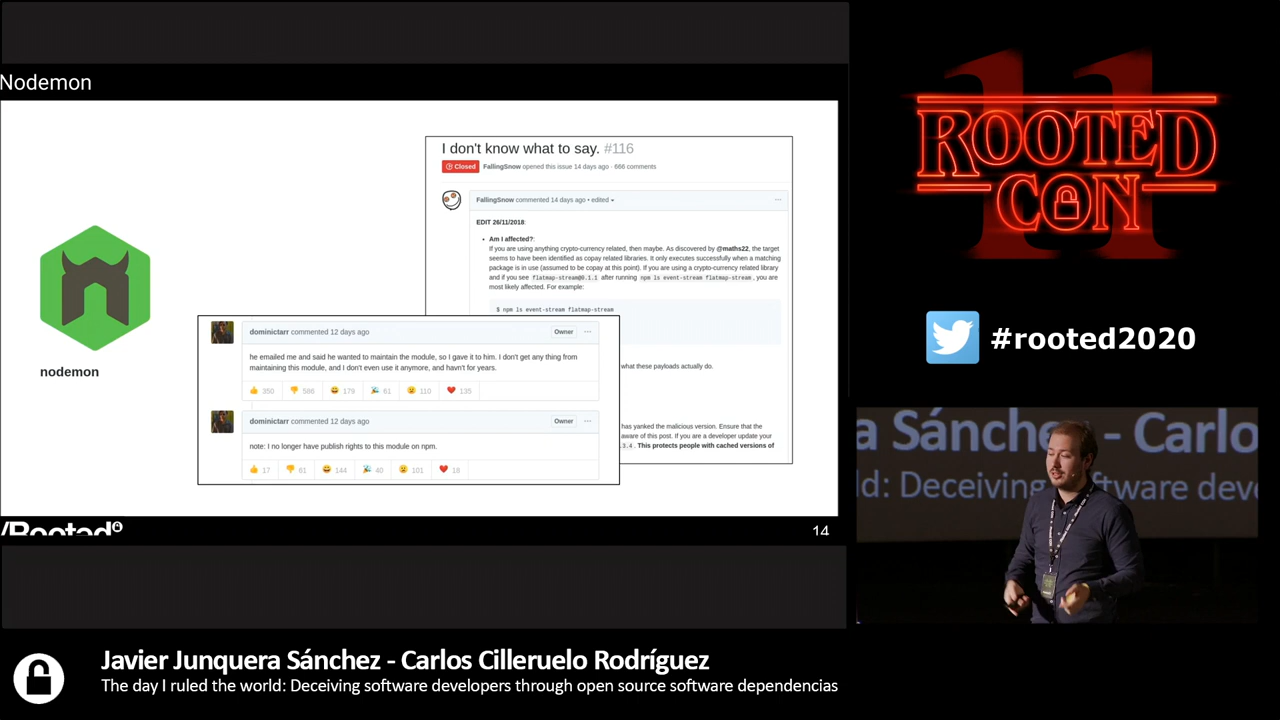 Nodemon
nodemon
I don't know what to say. #116
Closed FallingSnow opened this issue 14 days ago · 666 comments
FallingSnow commented 14 days ago • edited
EDIT 26/11/2018:
• Am I affected?:
If you are using anything crypto-currency related, then maybe. As discovered by @maths22, the target
seems to have been identified as copay related libraries. It only executes successfully when a matching
package is in use (assumed to be copay at this point). If you are using a crypto-currency related library
and if you see flatmap-stream@0.1.1 after running npm ls event-stream flatmap-stream, you are
most likely affected. For example:
$ npm ls event-stream flatmap-stream
what these payloads actually do.
has yanked the malicious version. Ensure that the
aware of this post. If you are a developer update your
.3.4. This protects people with cached versions of
dominictarr commented 12 days ago Owner
he emailed me and said he wanted to maintain the module, so I gave it to him. I don't get any thing from
maintaining this module, and I don't even use it anymore, and havn't for years.
350 586 179 61 110 135
dominictarr commented 12 days ago Owner
note: I no longer have publish rights to this module on npm.
17 61 144 40 101 18
/Rooted
14
11
ROOTED
CON
#rooted2020
a Sánchez - Carlo
ld: Deceiving software deve
Javier Junquera Sánchez - Carlos Cilleruelo Rodríguez
The day I ruled the world: Deceiving software developers through open source software dependencias